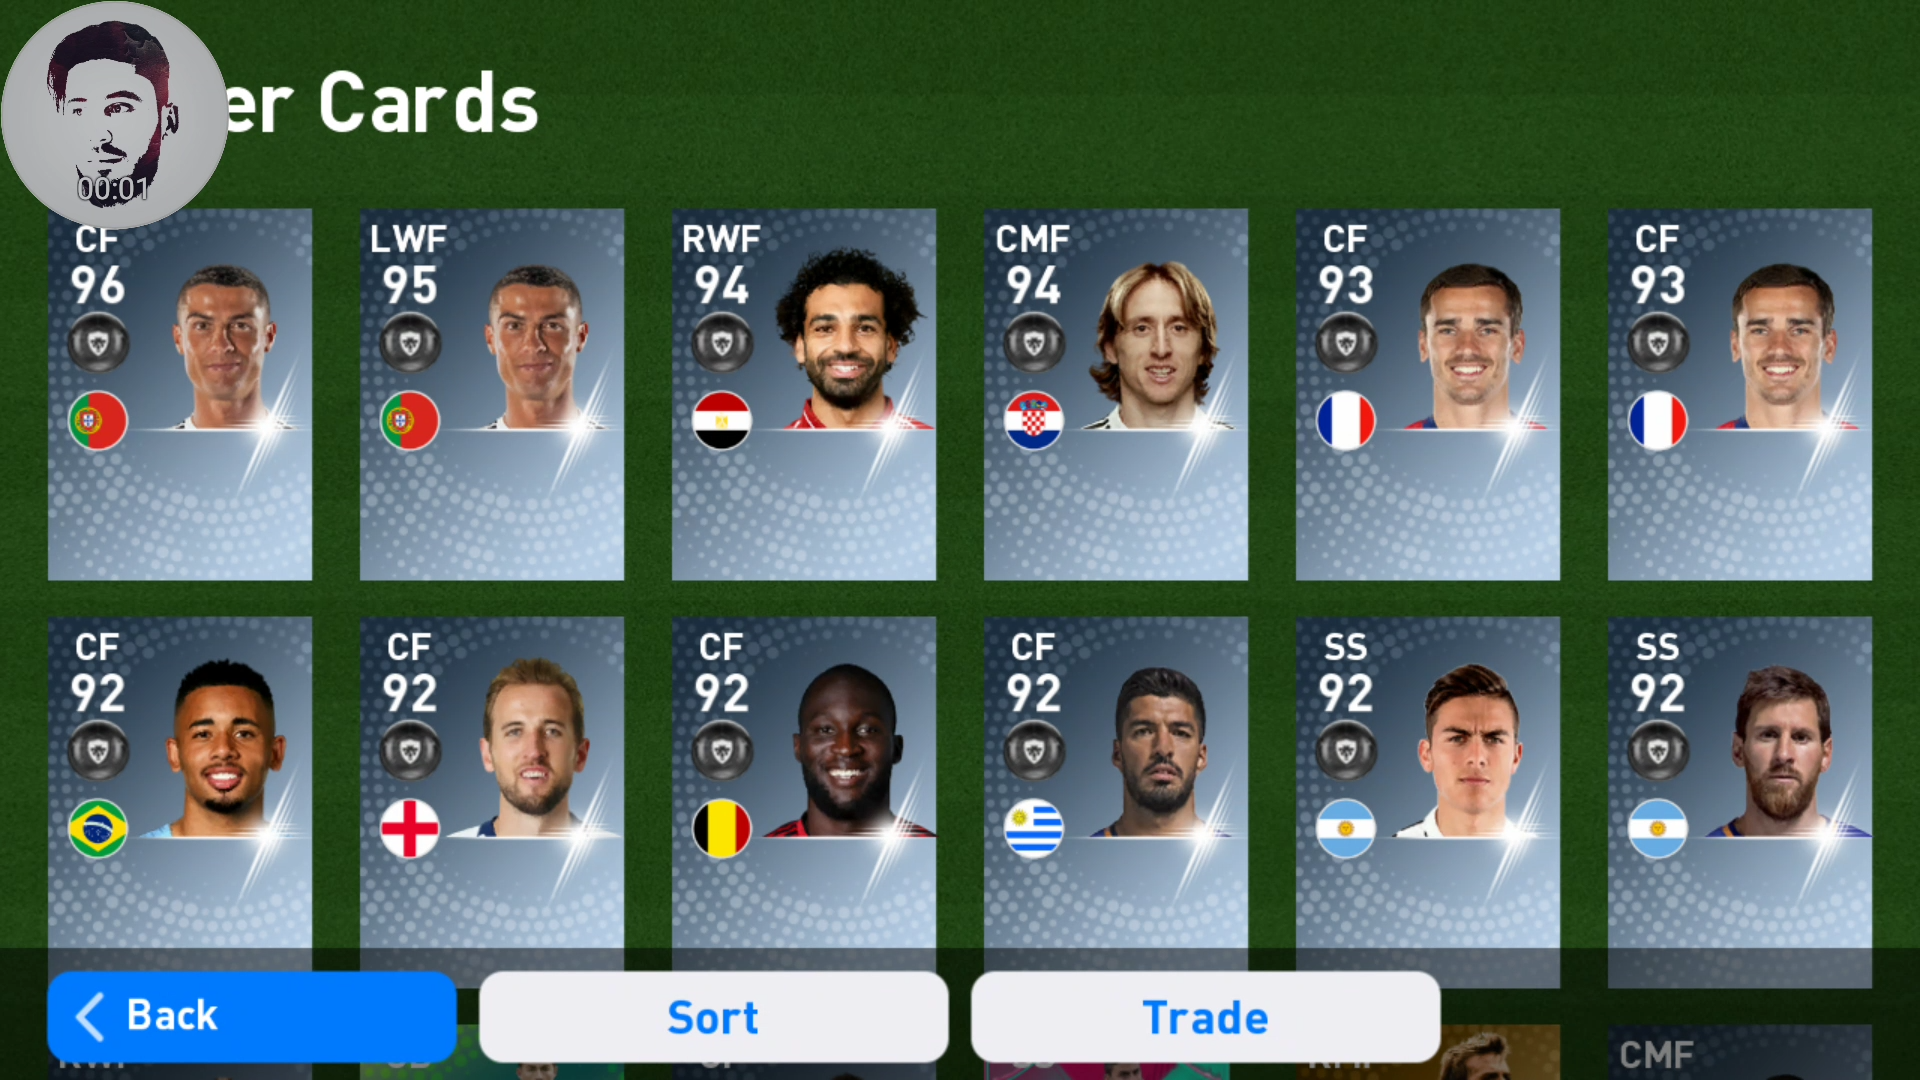 er Cards
00:01
CF
96
LWF
95
RWF
94
CMF
94
CF
93
CF
93
CF
92
CF
92
CF
92
CF
92
SS
92
SS
92
Back
Sort
Trade
CMF